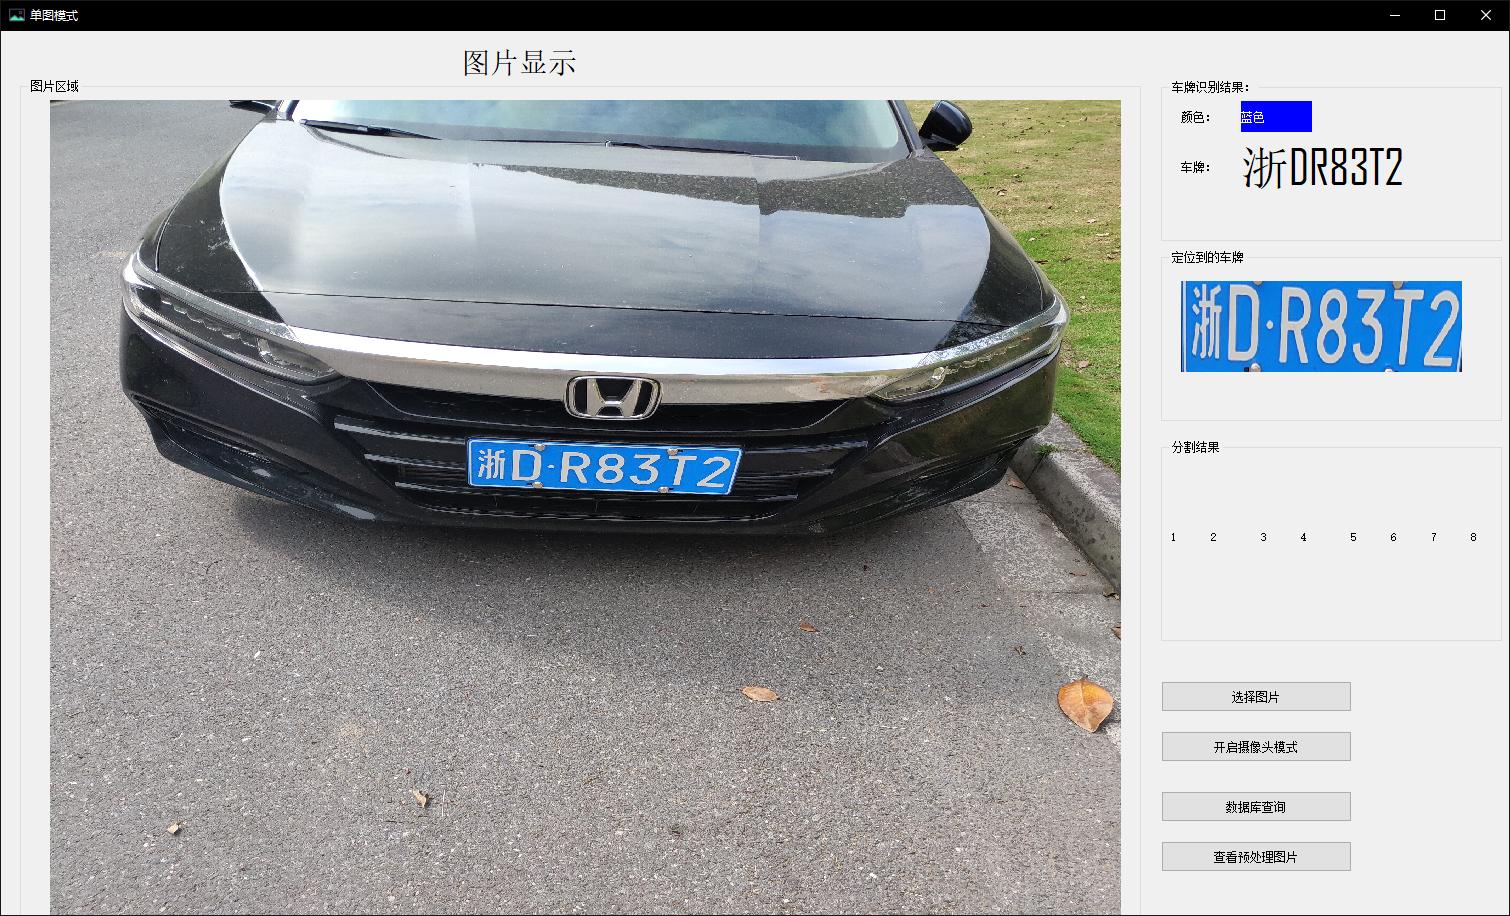 单图模式
图片显示
图片区域
浙D·R83T2
车牌识别结果：
颜色：
蓝色
车牌：
浙DR83T2
定位到的车牌
浙D·R83T2
分割结果
1 2 3 4 5 6 7 8
选择图片
开启摄像头模式
数据库查询
查看预处理图片